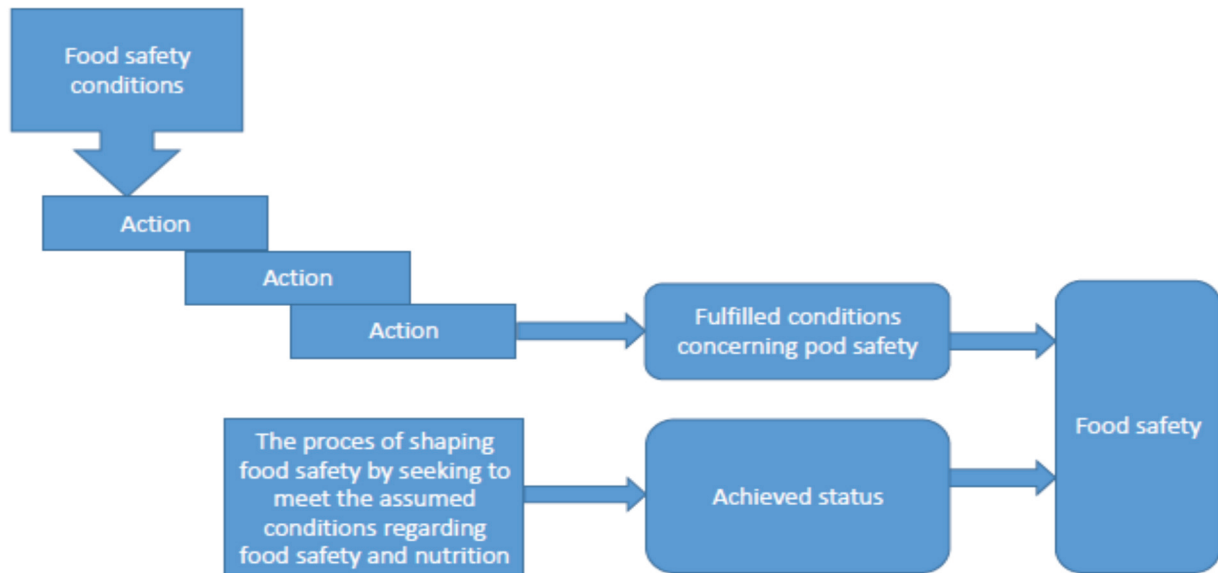 Food safety
conditions
Action
Action
Action
Fulfilled conditions
concerning pod safety
Food safety
The proces of shaping
food safety by seeking to
meet the assumed
conditions regarding
food safety and nutrition
Achieved status